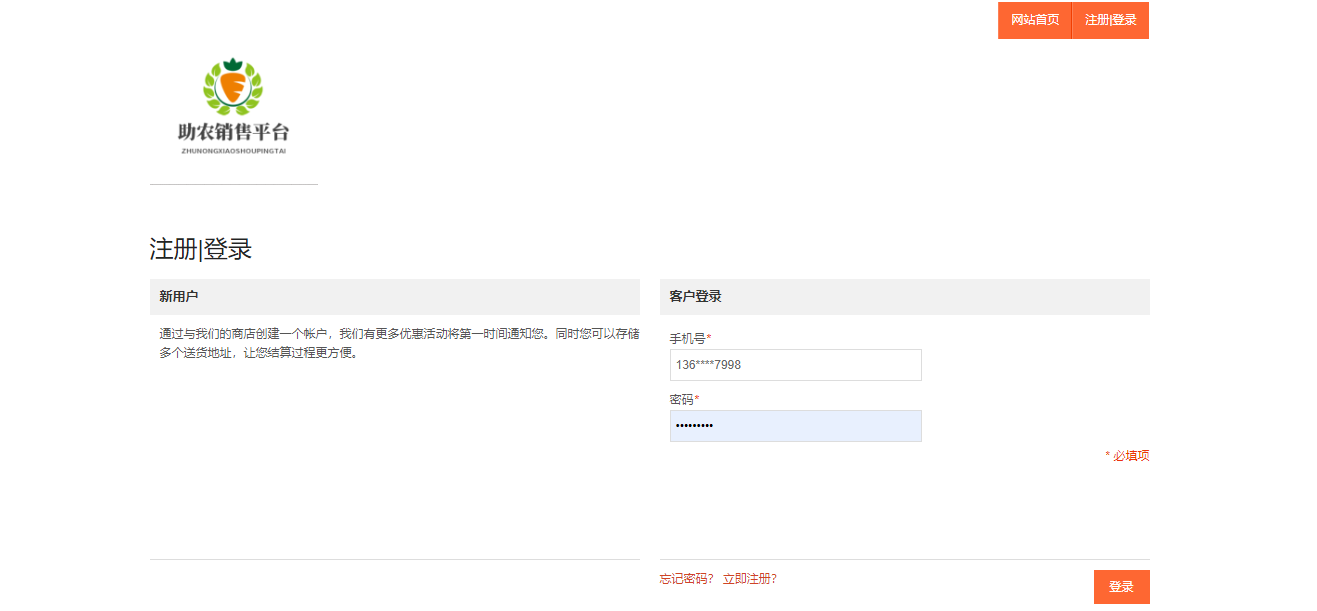 网站首页
注册|登录
助农销售平台
ZHUNONGXIAOSHOUPINGTAI
注册|登录
新用户
通过与我们的商店创建一个帐户，我们有更多优惠活动将第一时间通知您。同时您可以存储
多个送货地址，让您结算过程更方便。
客户登录
手机号*
136****7998
密码*
•••••••••
* 必填项
忘记密码? 立即注册?
登录